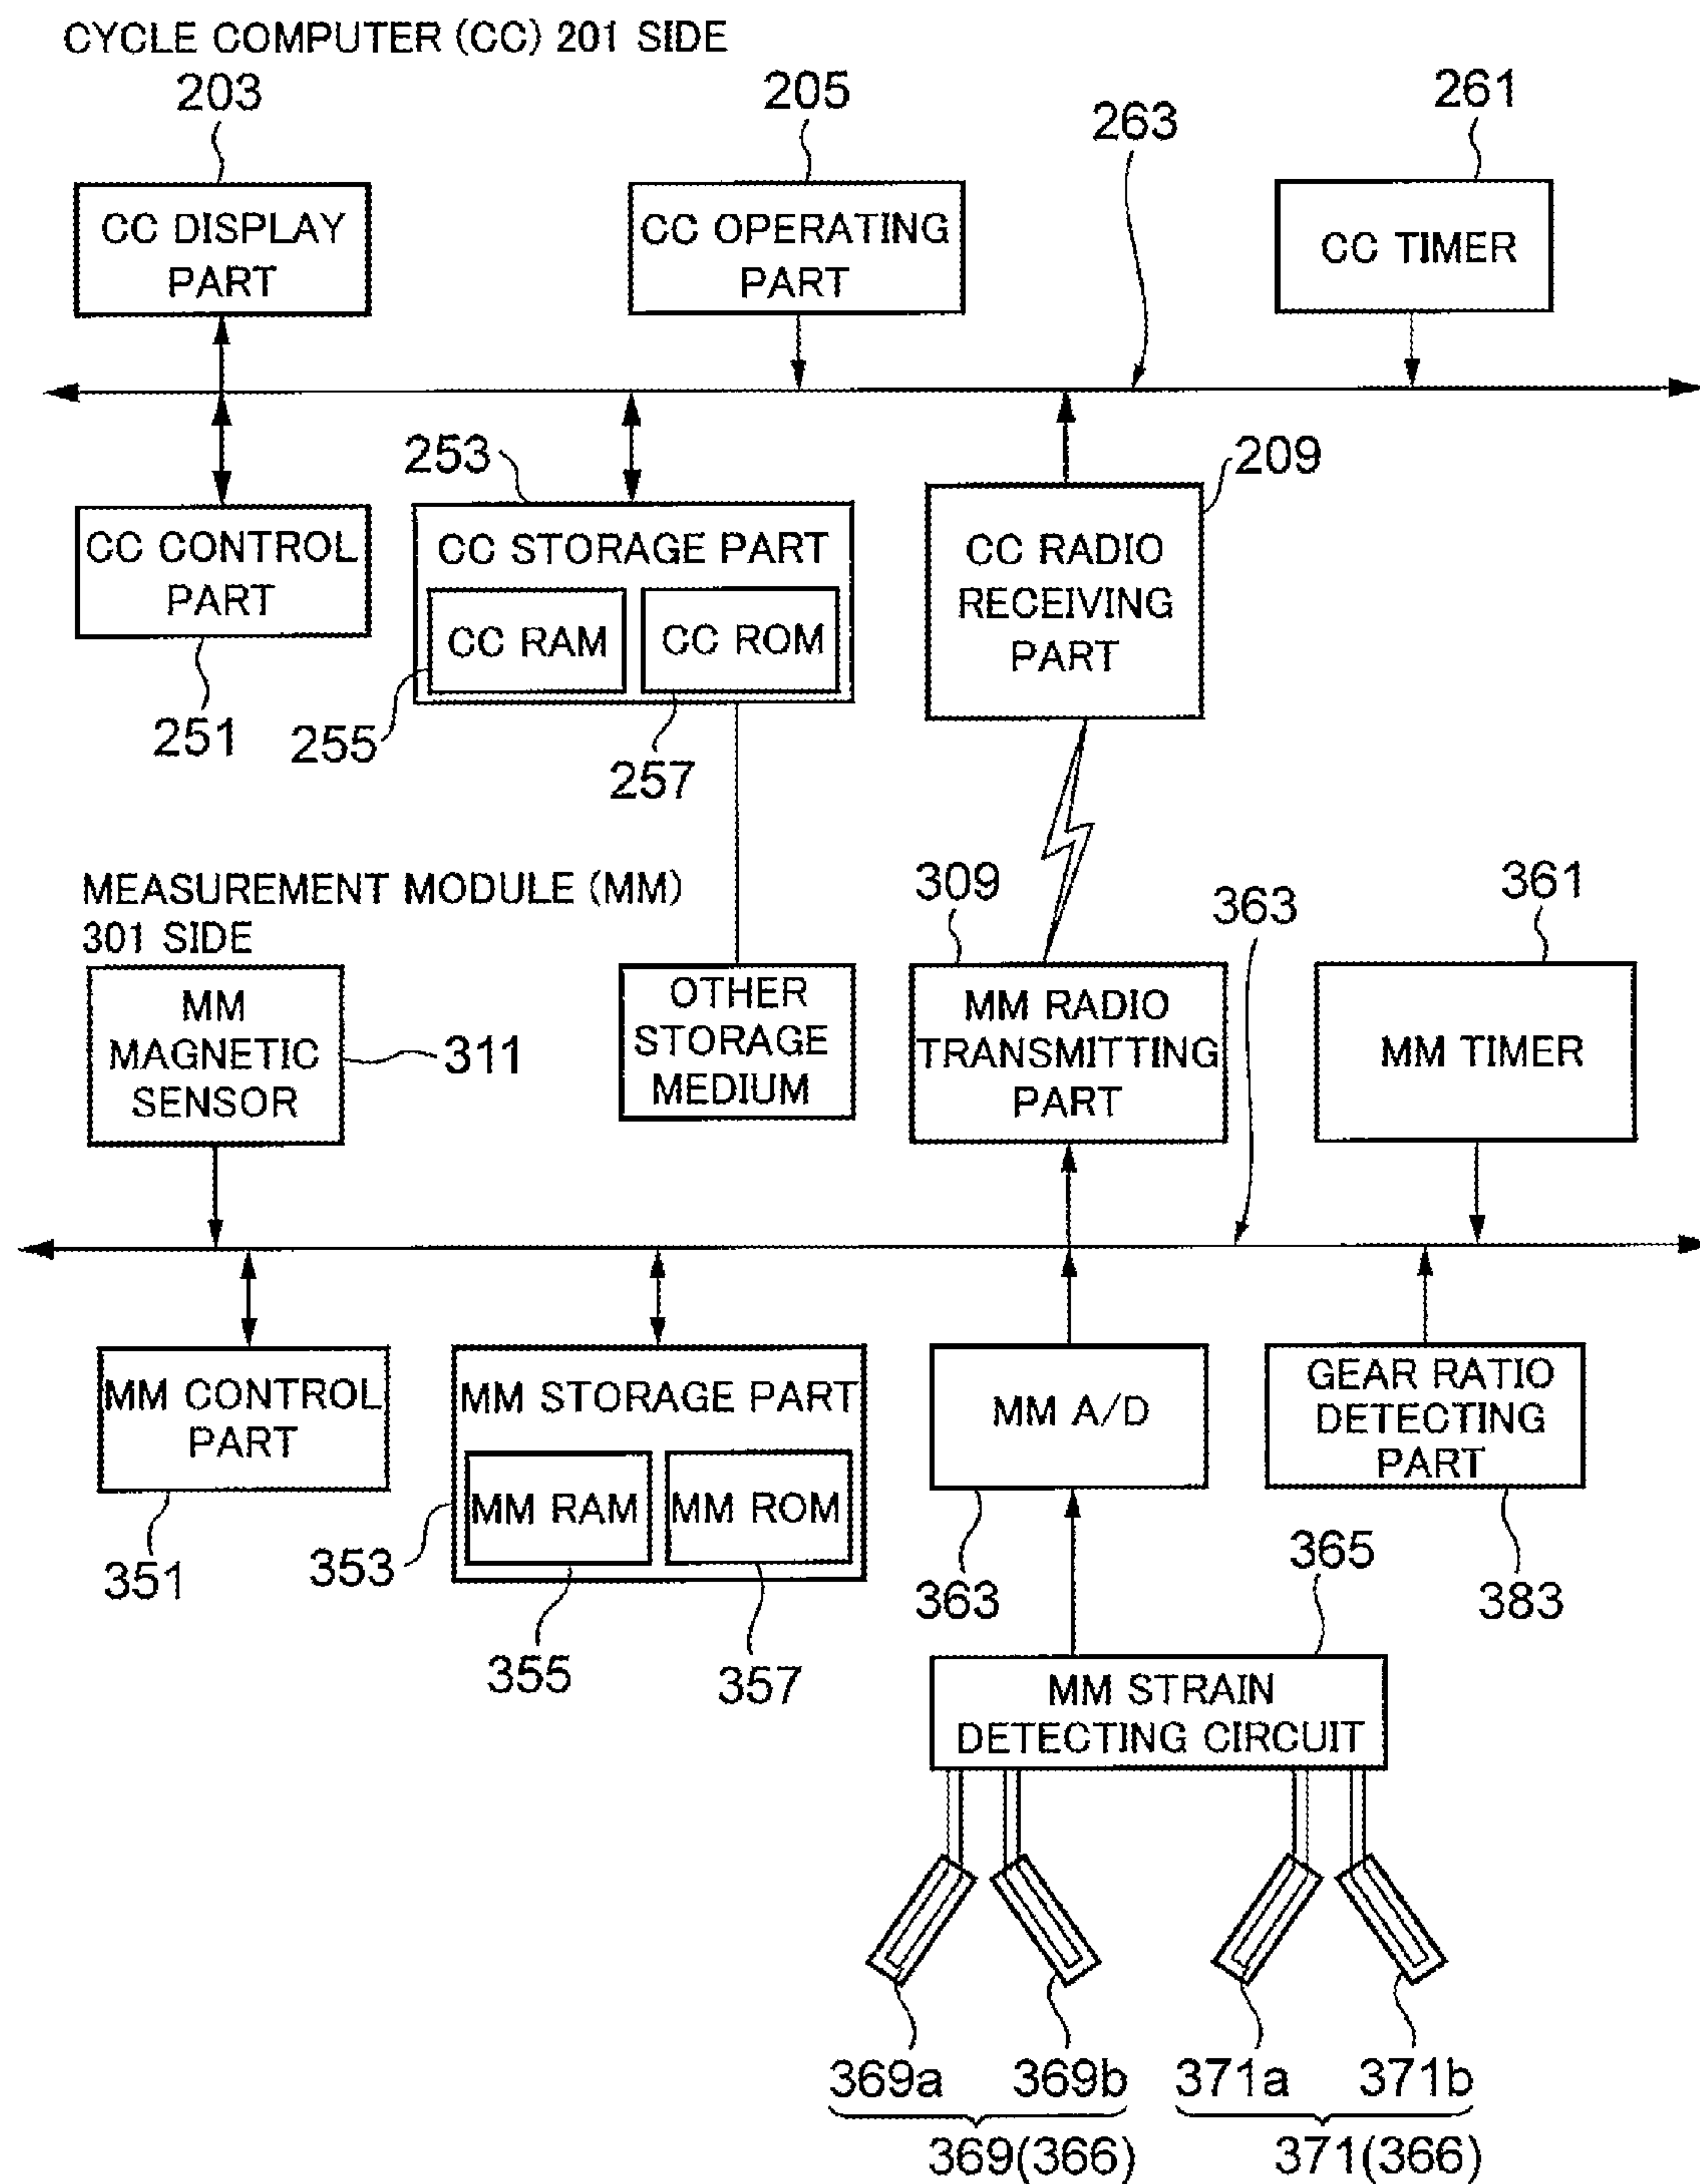 CYCLE COMPUTER (CC) 201 SIDE
203
205
261
263
CC DISPLAY
PART
CC OPERATING
PART
CC TIMER
253
209
CC CONTROL
PART
CC STORAGE PART
CC RAM
CC ROM
CC RADIO
RECEIVING
PART
251
255
257
MEASUREMENT MODULE (MM)
301 SIDE
309
363
361
MM
MAGNETIC
SENSOR
311
OTHER
STORAGE
MEDIUM
MM RADIO
TRANSMITTING
PART
MM TIMER
MM CONTROL
PART
MM STORAGE PART
MM RAM
MM ROM
MM A/D
GEAR RATIO
DETECTING
PART
351
353
355
357
363
365
383
MM STRAIN
DETECTING CIRCUIT
369a
369b
371a
371b
369(366)
371(366)